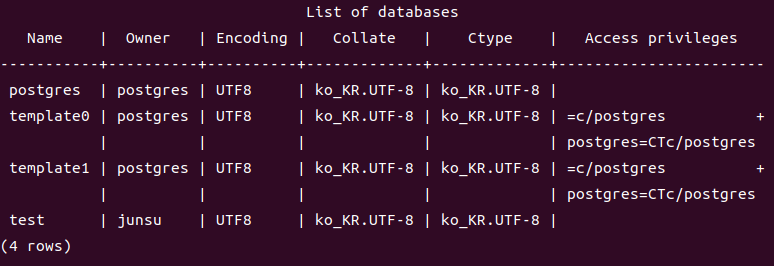 List of databases
   Name    |  Owner   | Encoding |   Collate   |    Ctype    |   Access privileges
-----------+----------+----------+-------------+-------------+-----------------------
 postgres  | postgres | UTF8     | ko_KR.UTF-8 | ko_KR.UTF-8 |
 template0 | postgres | UTF8     | ko_KR.UTF-8 | ko_KR.UTF-8 | =c/postgres          +
           |          |          |             |             | postgres=CTc/postgres
 template1 | postgres | UTF8     | ko_KR.UTF-8 | ko_KR.UTF-8 | =c/postgres          +
           |          |          |             |             | postgres=CTc/postgres
 test      | junsu    | UTF8     | ko_KR.UTF-8 | ko_KR.UTF-8 |
(4 rows)